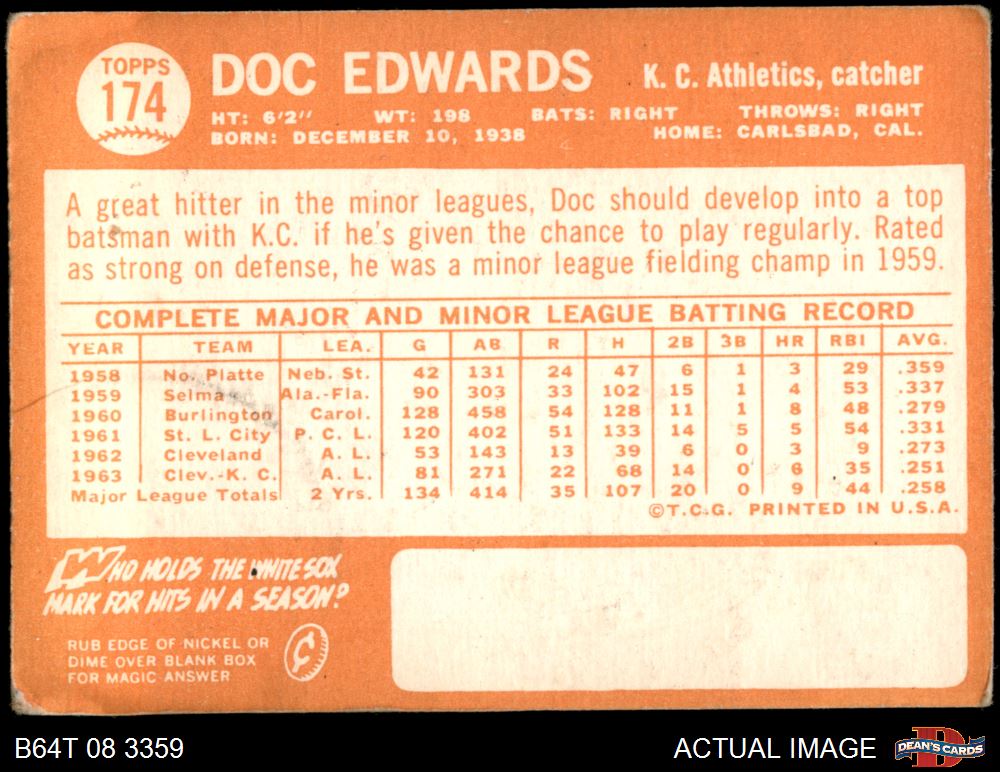 TOPPS
174
DOC EDWARDS
K. C. Athletics, catcher
HT: 6'2" WT: 198 BATS: RIGHT THROWS: RIGHT
BORN: DECEMBER 10, 1938 HOME: CARLSBAD, CAL.
A great hitter in the minor leagues, Doc should develop into a top
batsman with K.C. if he's given the chance to play regularly. Rated
as strong on defense, he was a minor league fielding champ in 1959.
COMPLETE MAJOR AND MINOR LEAGUE BATTING RECORD
YEAR TEAM LEA. G AB R H 2B 3B HR RBI AVG.
1958 No. Platte Neb. St. 42 131 24 47 6 1 3 29 .359
1959 Selma Ala.-Fla. 90 303 33 102 15 1 4 53 .337
1960 Burlington Carol. 128 458 54 128 11 1 8 48 .279
1961 St. L. City P. C. L. 120 402 51 133 14 5 5 54 .331
1962 Cleveland A. L. 53 143 13 39 6 0 3 9 .273
1963 Clev.-K. C. A. L. 81 271 22 68 14 0 6 35 .251
Major League Totals 2 Yrs. 134 414 35 107 20 0 9 44 .258
©T.C.G. PRINTED IN U.S.A.
WHO HOLDS THE WHITE SOX
MARK FOR HITS IN A SEASON?
RUB EDGE OF NICKEL OR
DIME OVER BLANK BOX
FOR MAGIC ANSWER
¢
B64T 08 3359
ACTUAL IMAGE
D
DEAN'S CARDS